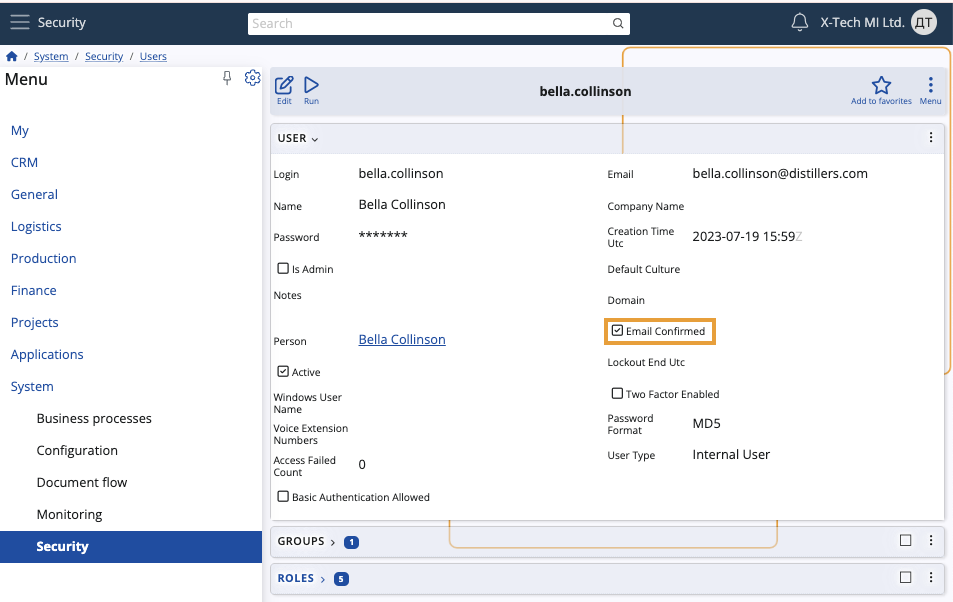 Security
Search
X-Tech MI Ltd.
ДТ
/ System / Security / Users
Menu
My
CRM
General
Logistics
Production
Finance
Projects
Applications
System
Business processes
Configuration
Document flow
Monitoring
Security
Edit
Run
bella.collinson
Add to favorites
Menu
USER
Login bella.collinson
Name Bella Collinson
Password *******
Is Admin
Notes
Person Bella Collinson
Active
Windows User
Name
Voice Extension
Numbers
Access Failed
Count 0
Basic Authentication Allowed
Email bella.collinson@distillers.com
Company Name
Creation Time
Utc 2023-07-19 15:59Z
Default Culture
Domain
Email Confirmed
Lockout End Utc
Two Factor Enabled
Password
Format MD5
User Type Internal User
GROUPS > 1
ROLES > 5